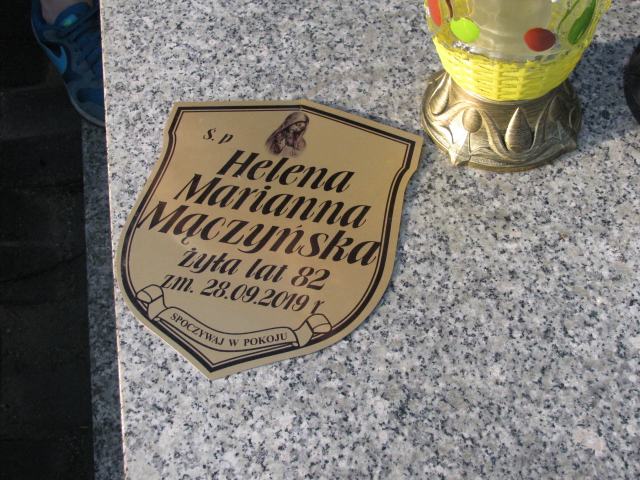 Ś. p
Helena
Marianna
Mączyńska
żyła lat 82
zm. 28.09.2019 r
SPOCZYWAJ W POKOJU